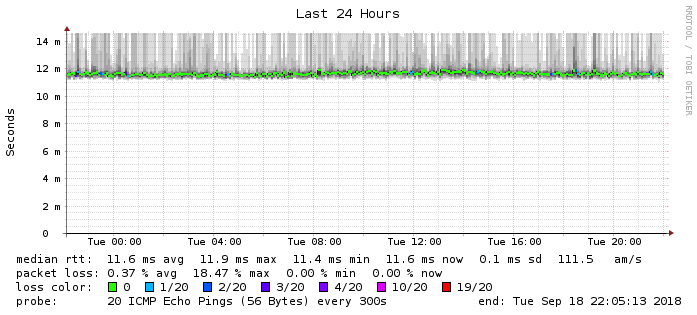 Last 24 Hours
RRDTOOL / TOBI OETIKER
Seconds
14 m
12 m
10 m
8 m
6 m
4 m
2 m
0
Tue 00:00 Tue 04:00 Tue 08:00 Tue 12:00 Tue 16:00 Tue 20:00
median rtt: 11.6 ms avg 11.9 ms max 11.4 ms min 11.6 ms now 0.1 ms sd 111.5 am/s
packet loss: 0.37 % avg 18.47 % max 0.00 % min 0.00 % now
loss color: 0 1/20 2/20 3/20 4/20 10/20 19/20
probe: 20 ICMP Echo Pings (56 Bytes) every 300s end: Tue Sep 18 22:05:13 2018